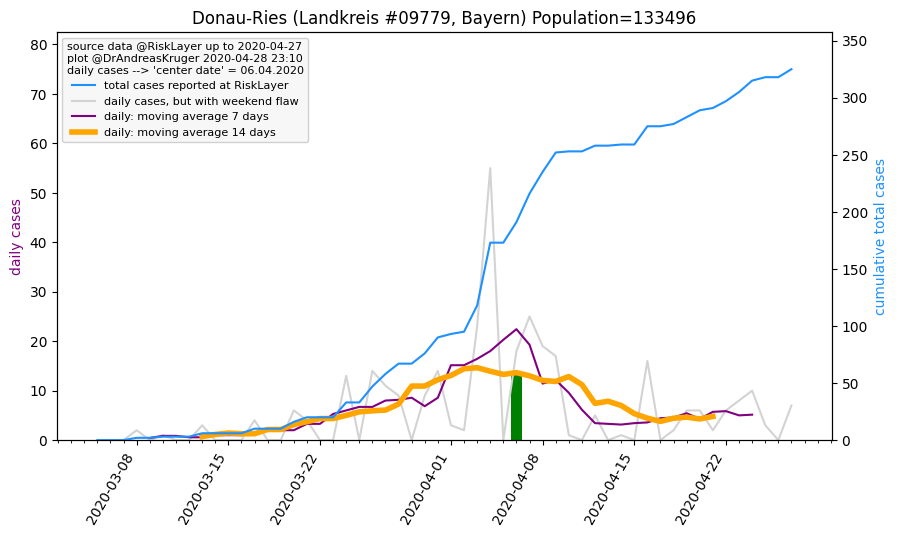 Donau-Ries (Landkreis #09779, Bayern) Population=133496
source data @RiskLayer up to 2020-04-27
plot @DrAndreasKruger 2020-04-28 23:10
daily cases --> 'center date' = 06.04.2020
total cases reported at RiskLayer
daily cases, but with weekend flaw
daily: moving average 7 days
daily: moving average 14 days
daily cases
80
70
60
50
40
30
20
10
0
350
300
250
200
150
100
50
0
cumulative total cases
2020-03-08
2020-03-15
2020-03-22
2020-04-01
2020-04-08
2020-04-15
2020-04-22